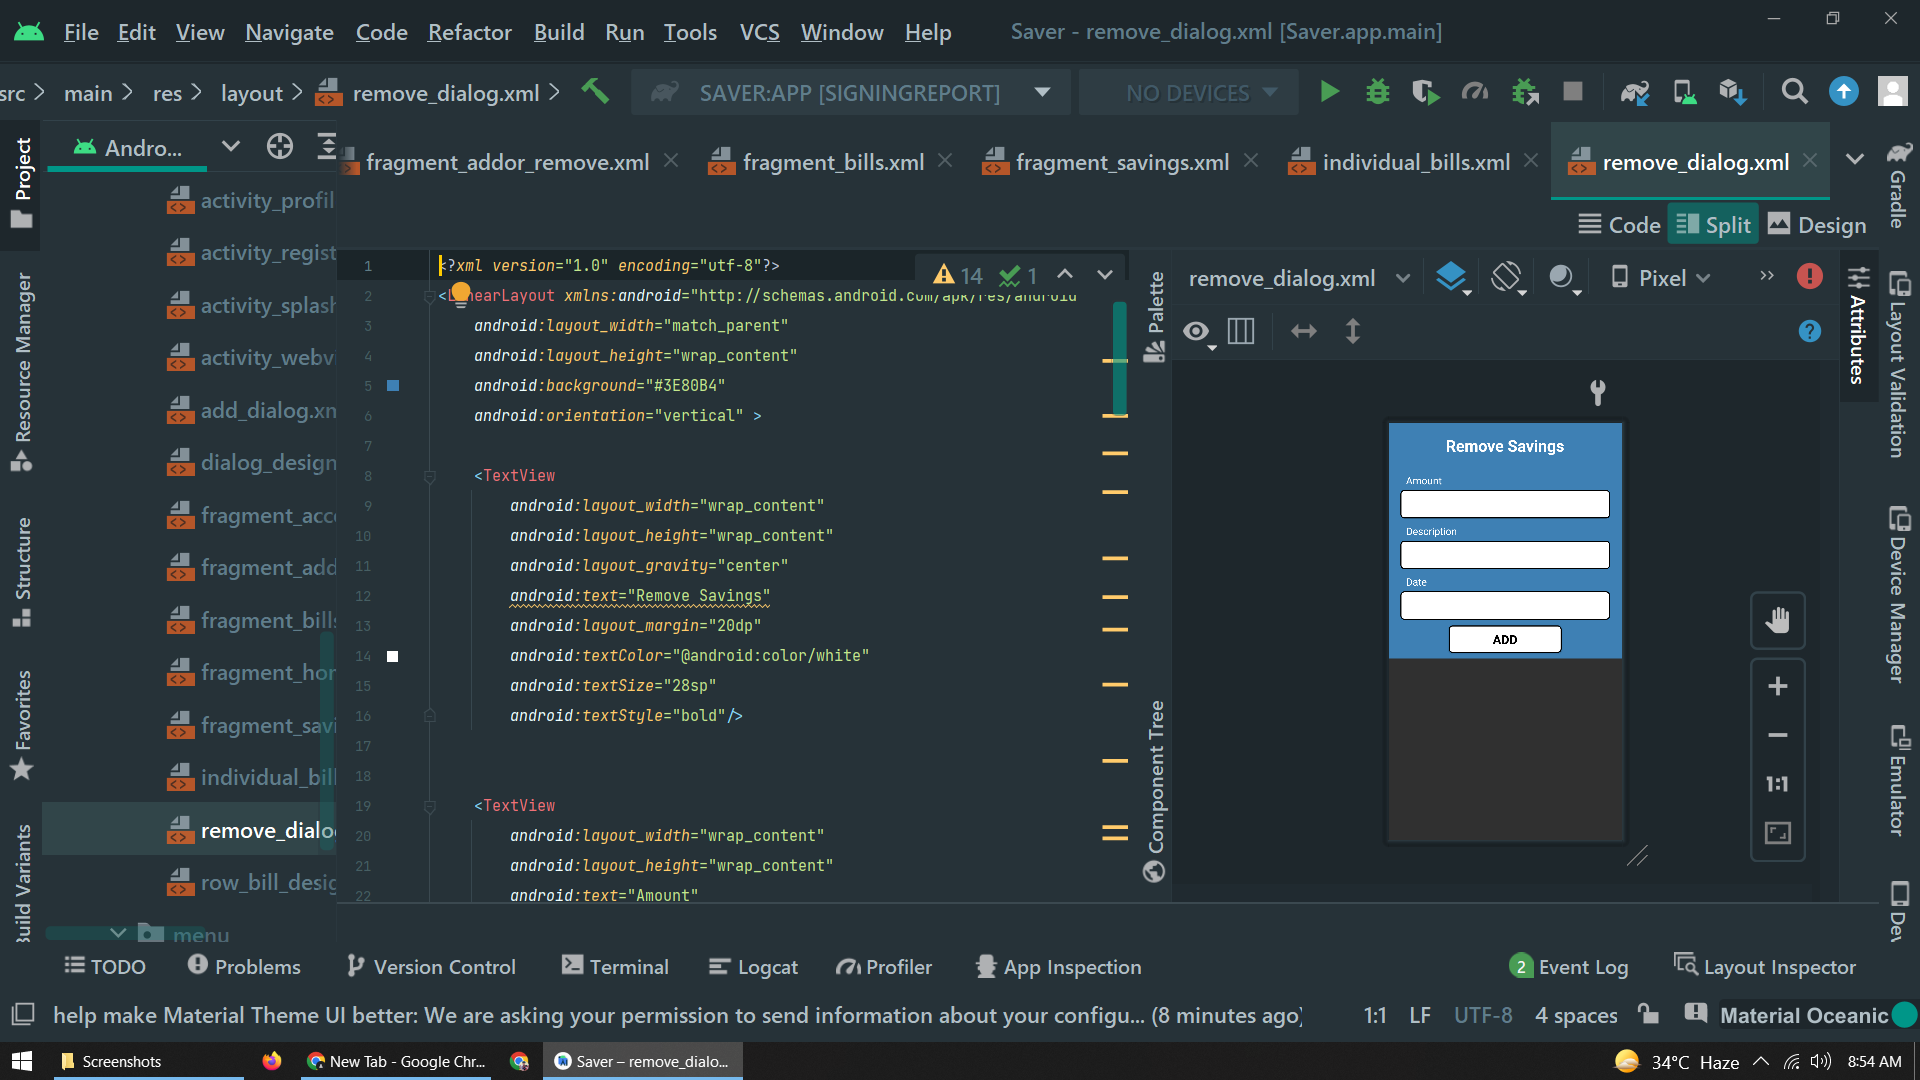 File Edit View Navigate Code Refactor Build Run Tools VCS Window Help Saver - remove_dialog.xml [Saver.app.main]
src main res layout remove_dialog.xml SAVER:APP [SIGNINGREPORT] NO DEVICES
Andro... fragment_addor_remove.xml fragment_bills.xml fragment_savings.xml individual_bills.xml remove_dialog.xml
Code Split Design
Project
Resource Manager
Structure
Favorites
Build Variants
activity_profil
activity_regist
activity_splash
activity_webvi
add_dialog.xm
dialog_design
fragment_acco
fragment_add
fragment_bills
fragment_hom
fragment_savi
individual_bill
remove_dialo
row_bill_desig
menu
1 <?xml version="1.0" encoding="utf-8"?>
2 <LinearLayout xmlns:android="http://schemas.android.com/apk/res/android
3 android:layout_width="match_parent"
4 android:layout_height="wrap_content"
5 android:background="#3E80B4"
6 android:orientation="vertical" >
7
8 <TextView
9 android:layout_width="wrap_content"
10 android:layout_height="wrap_content"
11 android:layout_gravity="center"
12 android:text="Remove Savings"
13 android:layout_margin="20dp"
14 android:textColor="@android:color/white"
15 android:textSize="28sp"
16 android:textStyle="bold"/>
17
18
19 <TextView
20 android:layout_width="wrap_content"
21 android:layout_height="wrap_content"
22 android:text="Amount"
14 1
Palette
Component Tree
remove_dialog.xml Pixel
Remove Savings
Amount
Description
Date
ADD
1:1
Attributes
Gradle
Layout Validation
Device Manager
Emulator
TODO Problems Version Control Terminal Logcat Profiler App Inspection 2 Event Log Layout Inspector
help make Material Theme UI better: We are asking your permission to send information about your configu... (8 minutes ago) 1:1 LF UTF-8 4 spaces Material Oceanic
Screenshots New Tab - Google Chr... Saver – remove_dialo... 34°C Haze 8:54 AM